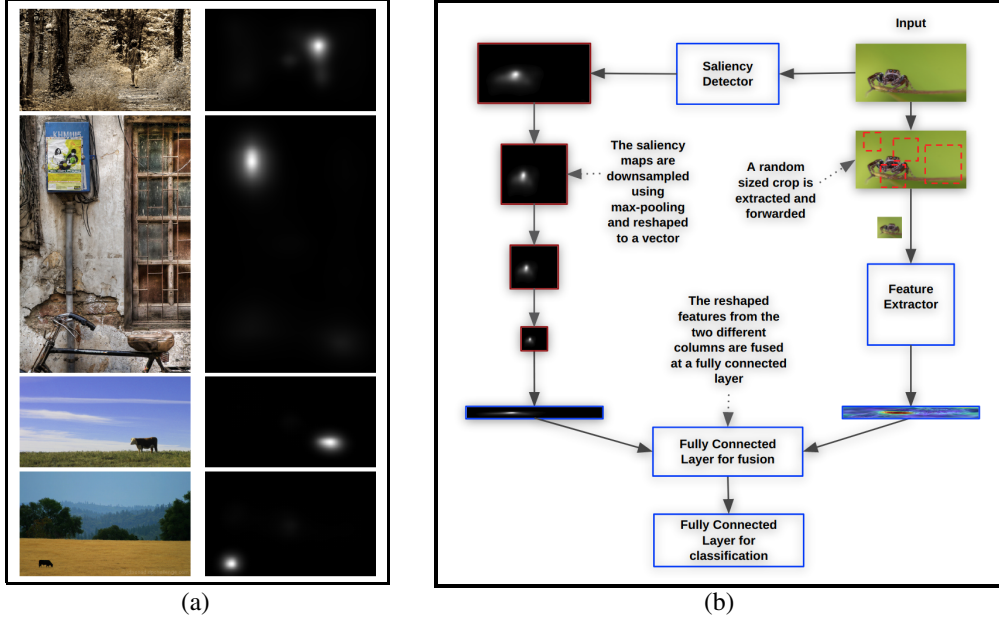 Input
Saliency
Detector
The saliency
maps are
downsampled
using
max-pooling
and reshaped
to a vector
A random
sized crop is
extracted and
forwarded
Feature
Extractor
The reshaped
features from the
two different
columns are fused
at a fully connected
layer
Fully Connected
Layer for fusion
Fully Connected
Layer for
classification
(a)
(b)